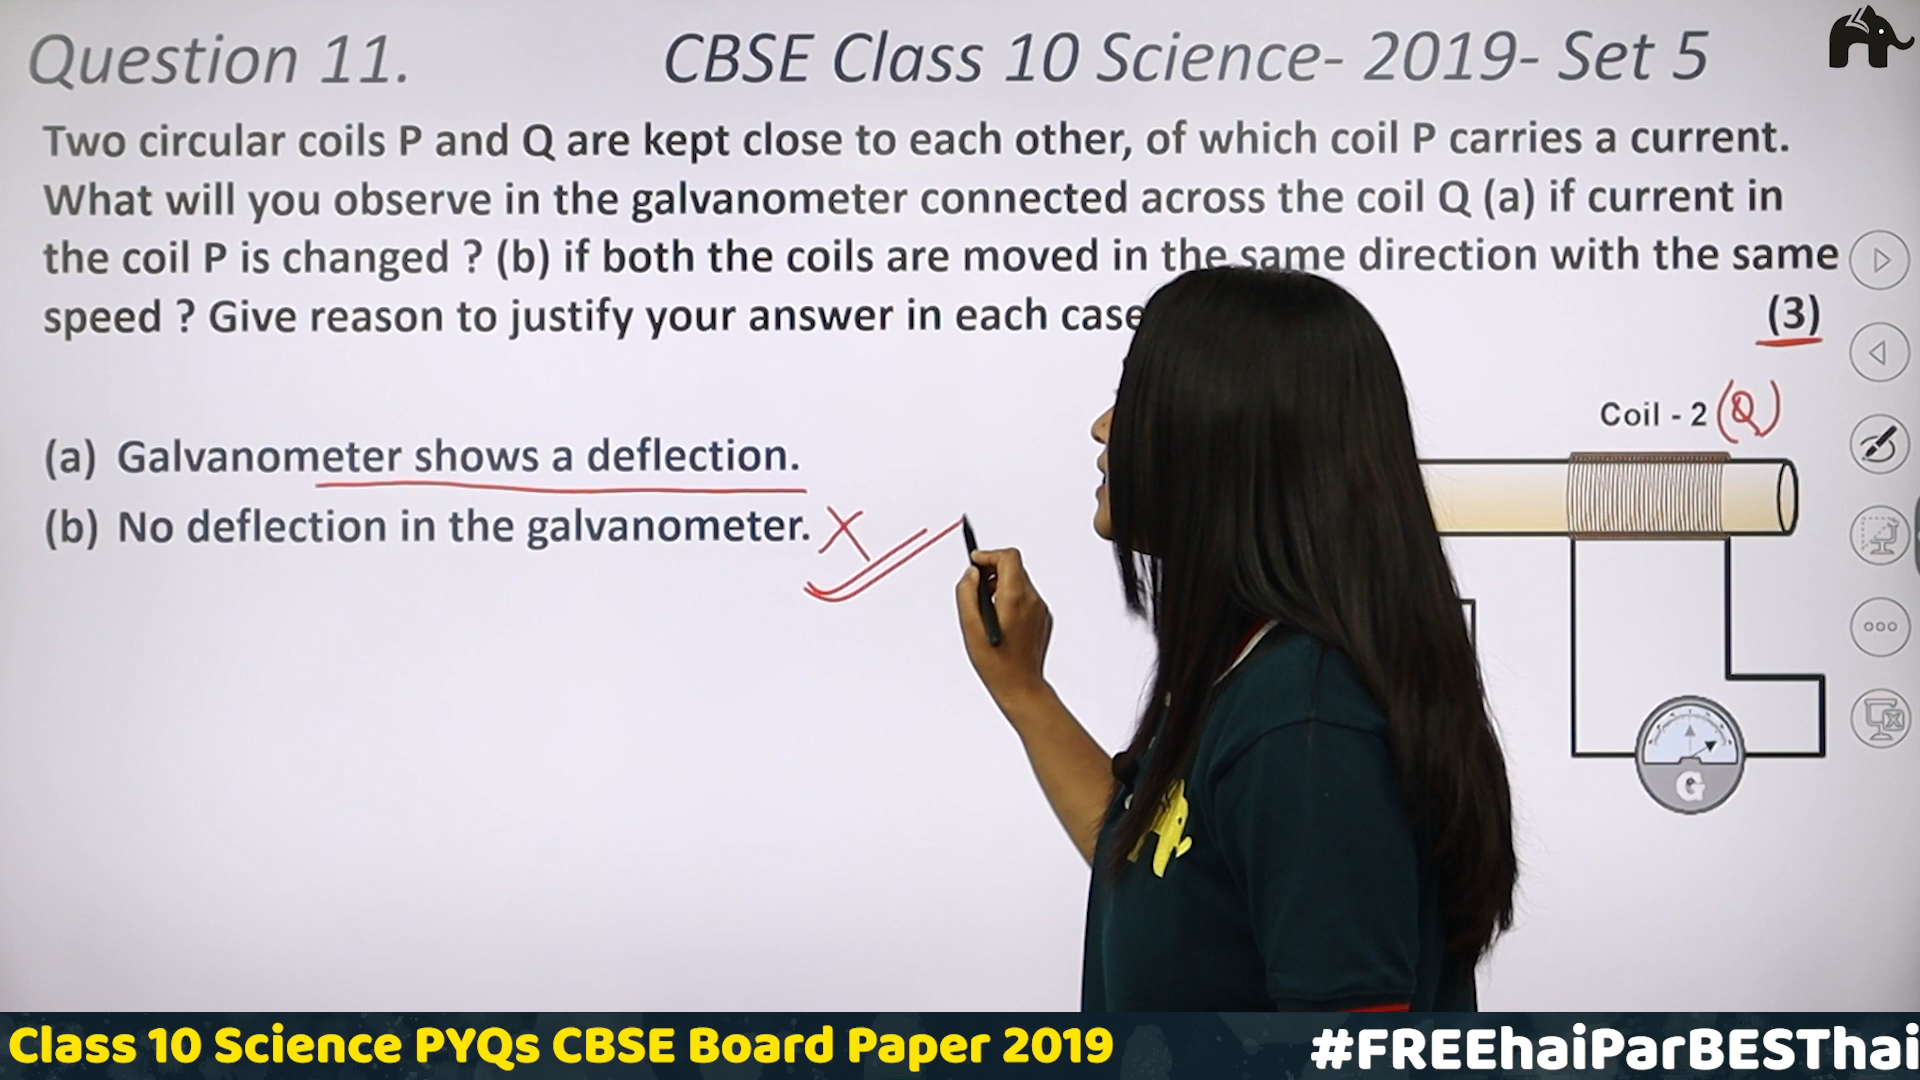 Question 11.
CBSE Class 10 Science- 2019- Set 5
Two circular coils P and Q are kept close to each other, of which coil P carries a current.
What will you observe in the galvanometer connected across the coil Q (a) if current in
the coil P is changed ? (b) if both the coils are moved in the same direction with the same
speed ? Give reason to justify your answer in each case
(3)
Coil - 2 (Q)
(a) Galvanometer shows a deflection.
(b) No deflection in the galvanometer.
G
Class 10 Science PYQs CBSE Board Paper 2019
#FREEhaiParBESThai